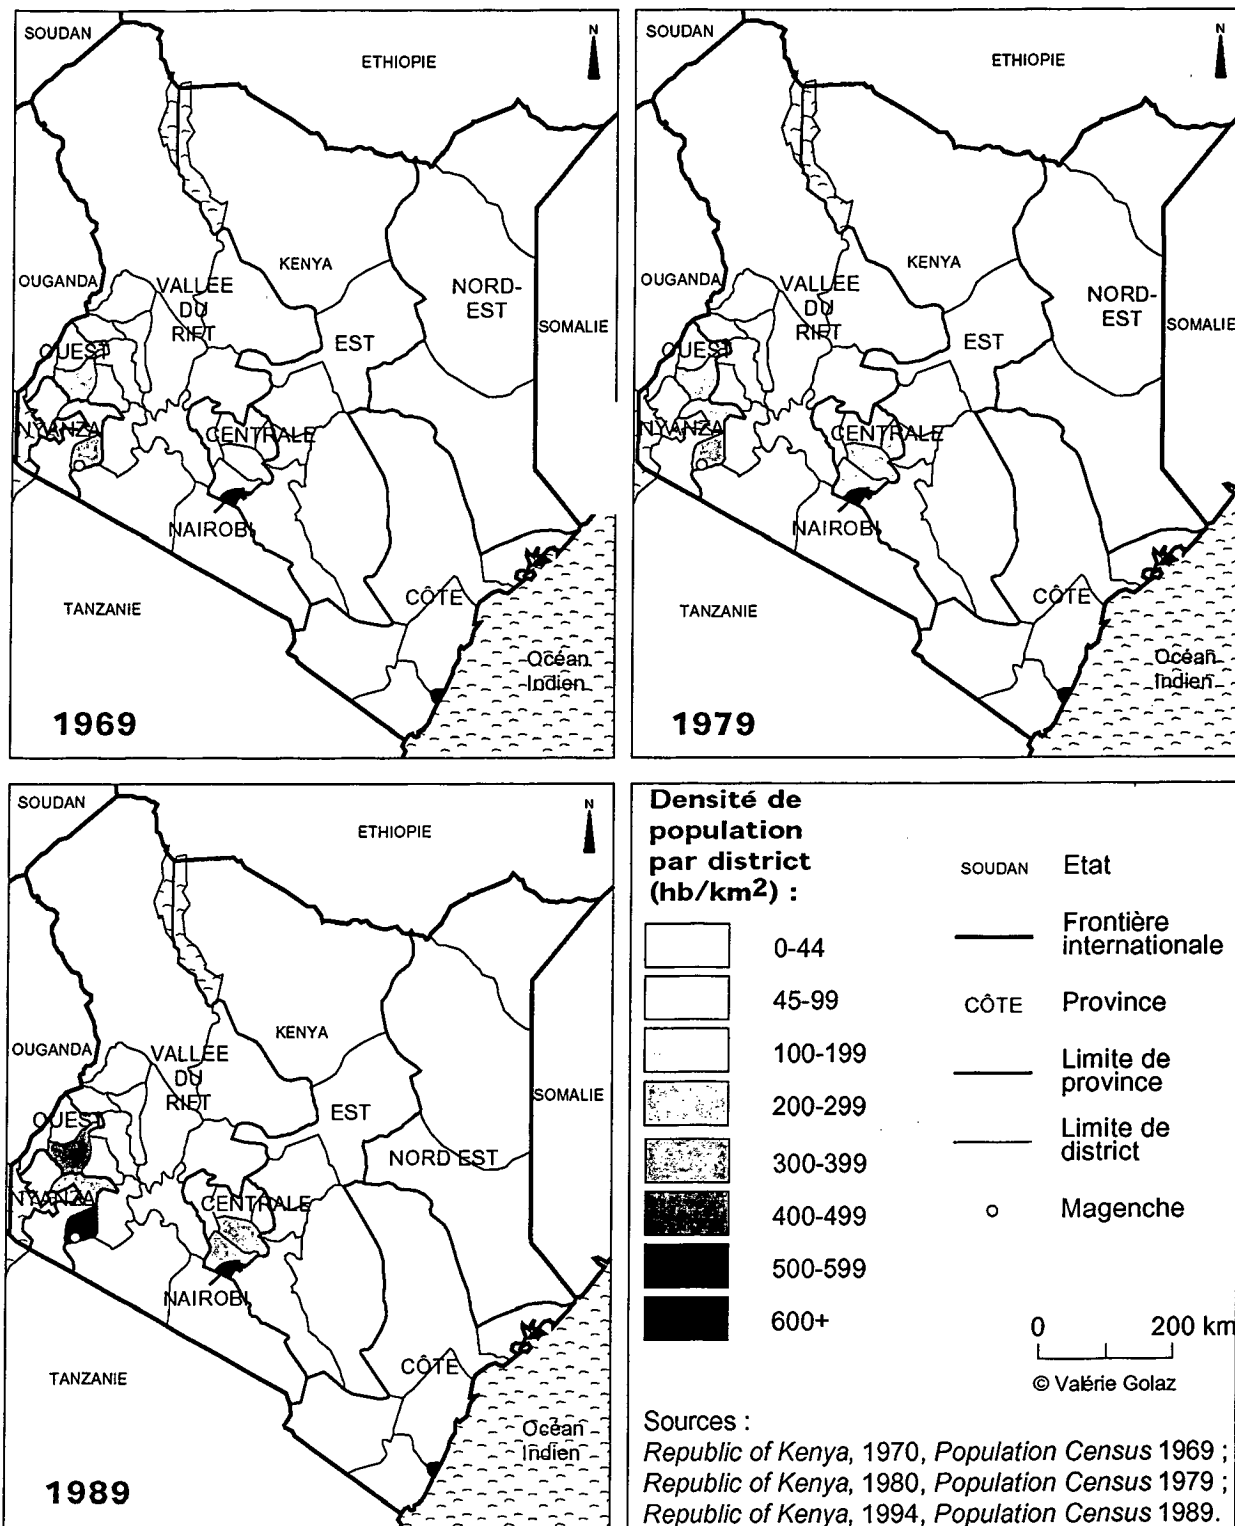 SOUDAN
ETHIOPIE
N
OUGANDA
VALLEE
DU
RIFT
KENYA
NORD-
EST
SOMALIE
OUEST
EST
NYANZA
CENTRALE
NAIROBI
TANZANIE
CÔTE
Océan
Indien
1969
SOUDAN
ETHIOPIE
N
OUGANDA
VALLEE
DU
RIFT
KENYA
NORD-
EST
SOMALIE
OUEST
EST
NYANZA
CENTRALE
NAIROBI
TANZANIE
CÔTE
Océan
Indien
1979
SOUDAN
ETHIOPIE
N
OUGANDA
VALLEE
DU
RIFT
KENYA
SOMALIE
OUEST
EST
NORD EST
NYANZA
CENTRALE
NAIROBI
TANZANIE
CÔTE
Océan
Indien
1989
Densité de
population
par district
(hb/km2) :
0-44
45-99
100-199
200-299
300-399
400-499
500-599
600+
SOUDAN Etat
Frontière
internationale
CÔTE Province
Limite de
province
Limite de
district
Magenche
0 200 km
© Valérie Golaz
Sources :
Republic of Kenya, 1970, Population Census 1969 ;
Republic of Kenya, 1980, Population Census 1979 ;
Republic of Kenya, 1994, Population Census 1989.